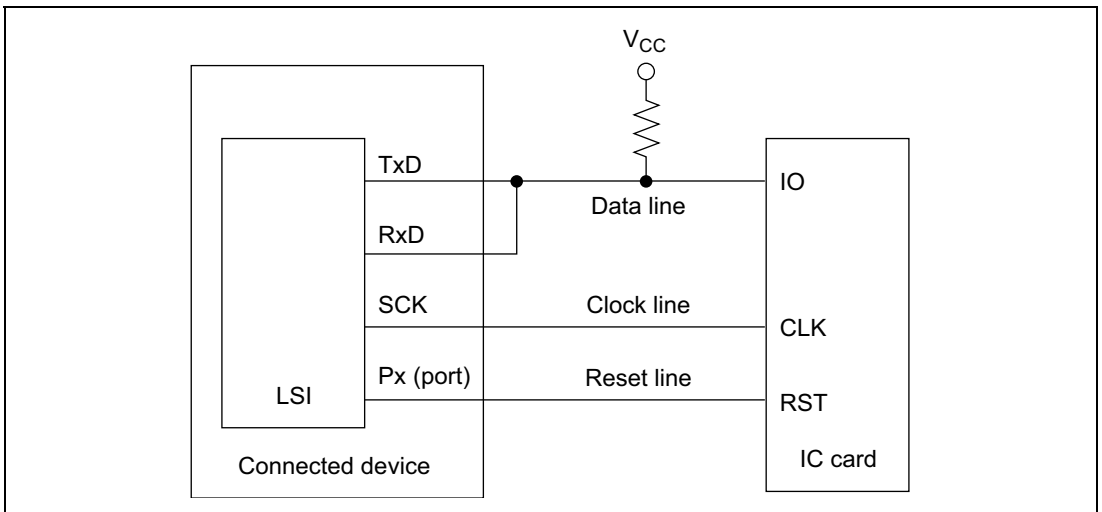 VCC
TxD
IO
Data line
RxD
SCK
Clock line
CLK
Px (port)
Reset line
LSI
RST
Connected device
IC card